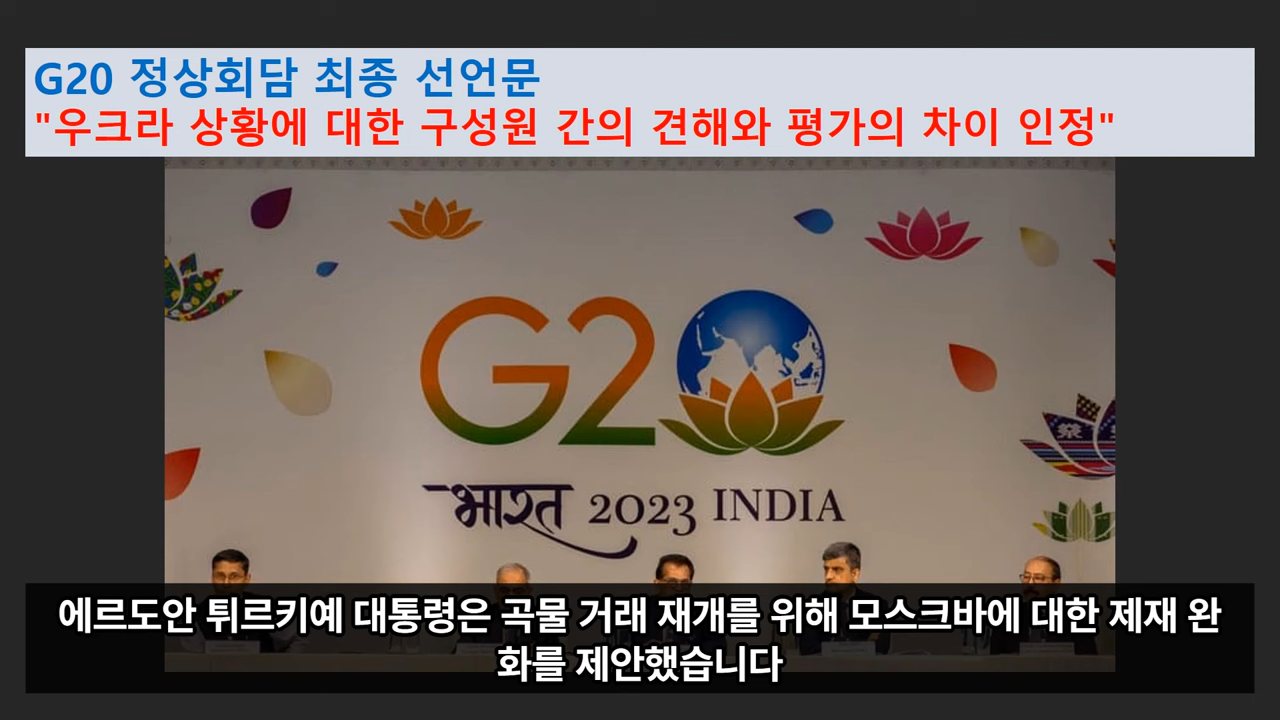 G20 정상회담 최종 선언문
"우크라 상황에 대한 구성원 간의 견해와 평가의 차이 인정"
G20
भारत 2023 INDIA
에르도안 튀르키예 대통령은 곡물 거래 재개를 위해 모스크바에 대한 제재 완
화를 제안했습니다